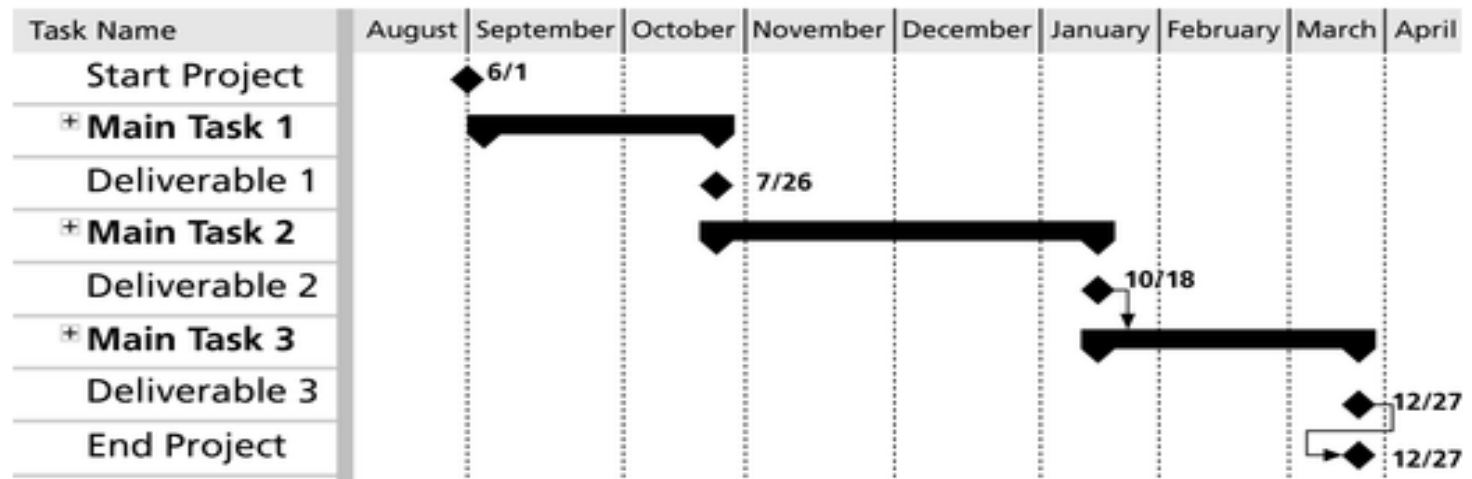 Task Name August September October November December January February March April
Start Project 6/1
+ Main Task 1
Deliverable 1 7/26
+ Main Task 2
Deliverable 2 10/18
+ Main Task 3
Deliverable 3 12/27
End Project 12/27